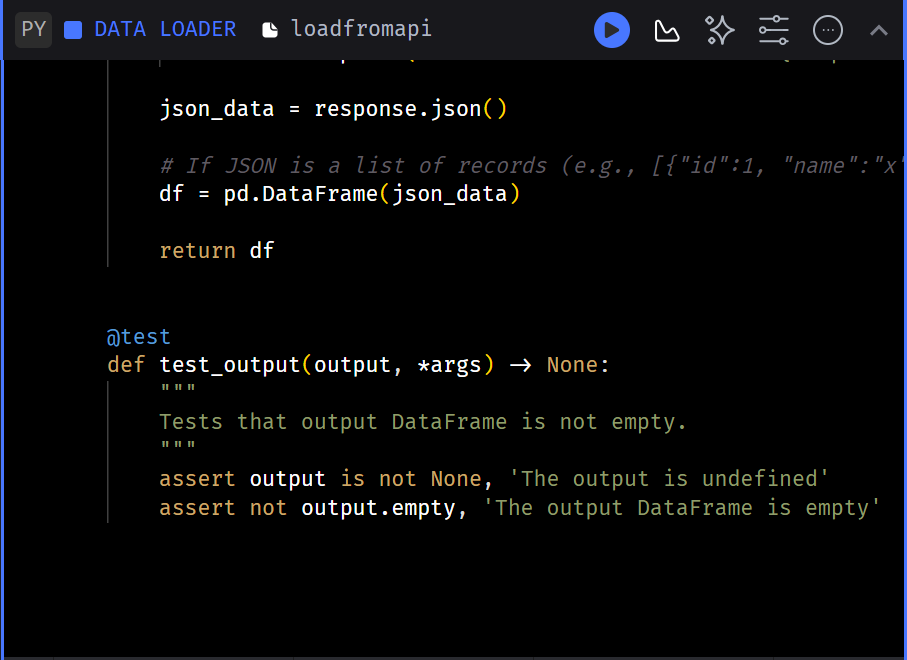 PY DATA LOADER loadfromapi
json_data = response.json()
# If JSON is a list of records (e.g., [{"id":1, "name":"x"
df = pd.DataFrame(json_data)
return df
@test
def test_output(output, *args) -> None:
"""
Tests that output DataFrame is not empty.
"""
assert output is not None, 'The output is undefined'
assert not output.empty, 'The output DataFrame is empty'